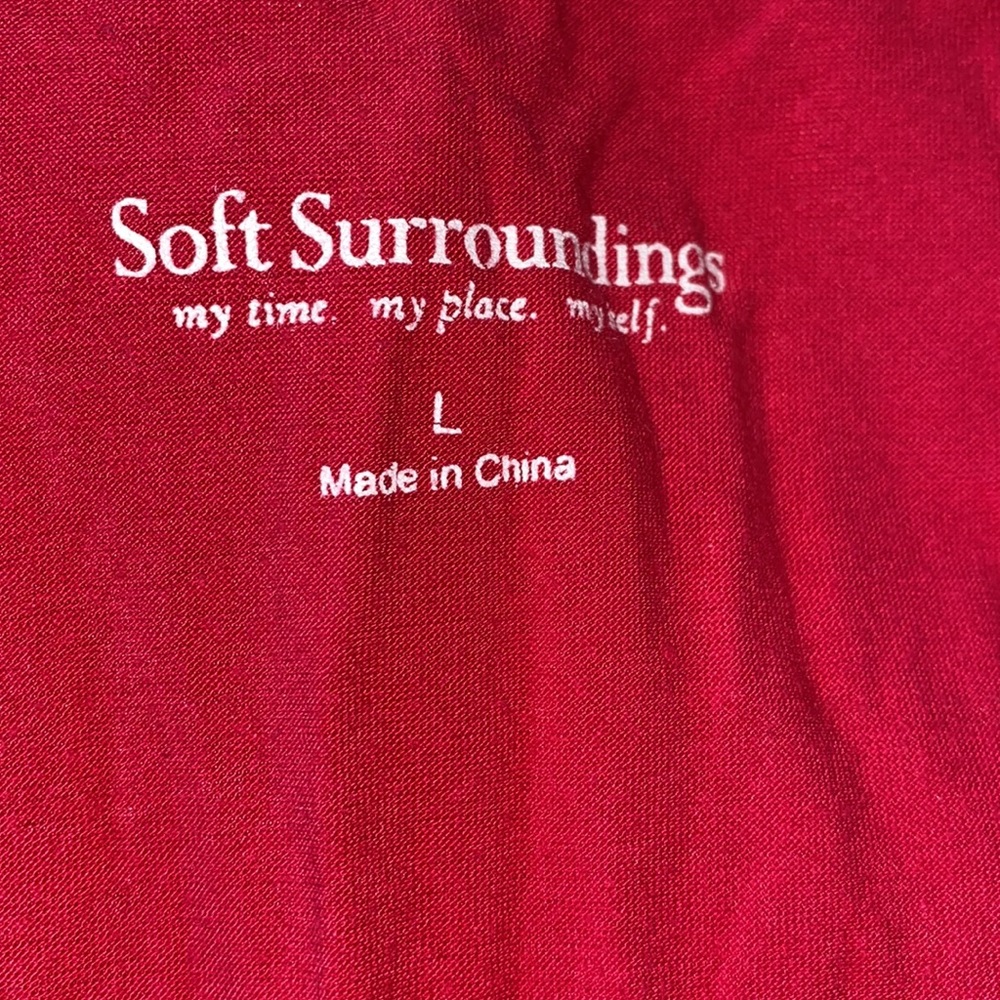 Soft Surroundings
my time. my place. myself.
L
Made in China